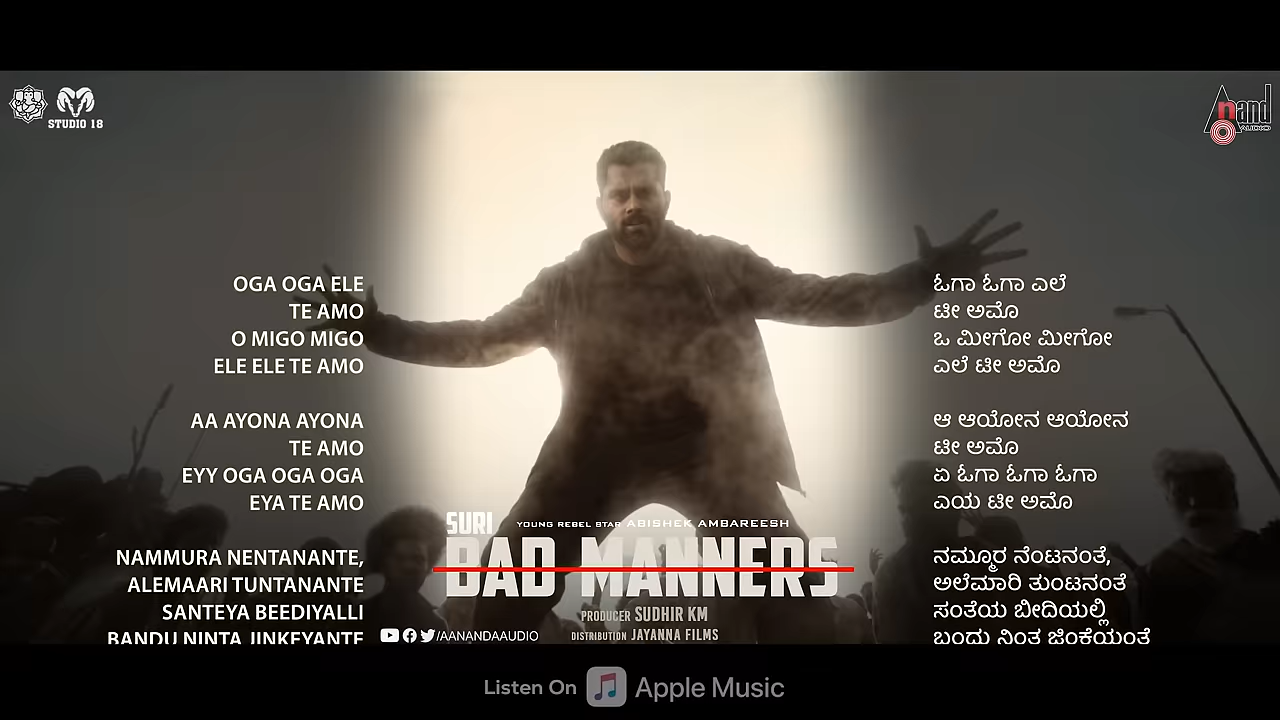 STUDIO 18
Anand
AUDIO
OGA OGA ELE
TE AMO
O MIGO MIGO
ELE ELE TE AMO
AA AYONA AYONA
TE AMO
EYY OGA OGA OGA
EYA TE AMO
NAMMURA NENTANANTE,
ALEMAARI TUNTANANTE
SANTEYA BEEDIYALLI
BANDU NINTA JINKEYANTE
ಓಗಾ ಓಗಾ ಎಲೆ
ಟೀ ಅಮೊ
ಒ ಮೀಗೋ ಮೀಗೋ
ಎಲೆ ಟೀ ಅಮೊ
ಆ ಆಯೋನ ಆಯೋನ
ಟೀ ಅಮೊ
ಏ ಓಗಾ ಓಗಾ ಓಗಾ
ಎಯ ಟೀ ಅಮೊ
ನಮ್ಮೂರ ನೆಂಟನಂತೆ,
ಅಲೆಮಾರಿ ತುಂಟನಂತೆ
ಸಂತೆಯ ಬೀದಿಯಲ್ಲಿ
ಬಂದು ನಿಂತ ಜಿಂಕೆಯಂತೆ
SURI
YOUNG REBEL STAR ABISHEK AMBAREESH
BAD MANNERS
PRODUCER SUDHIR KM
DISTRIBUTION JAYANNA FILMS
/AANANDAAUDIO
Listen On Apple Music